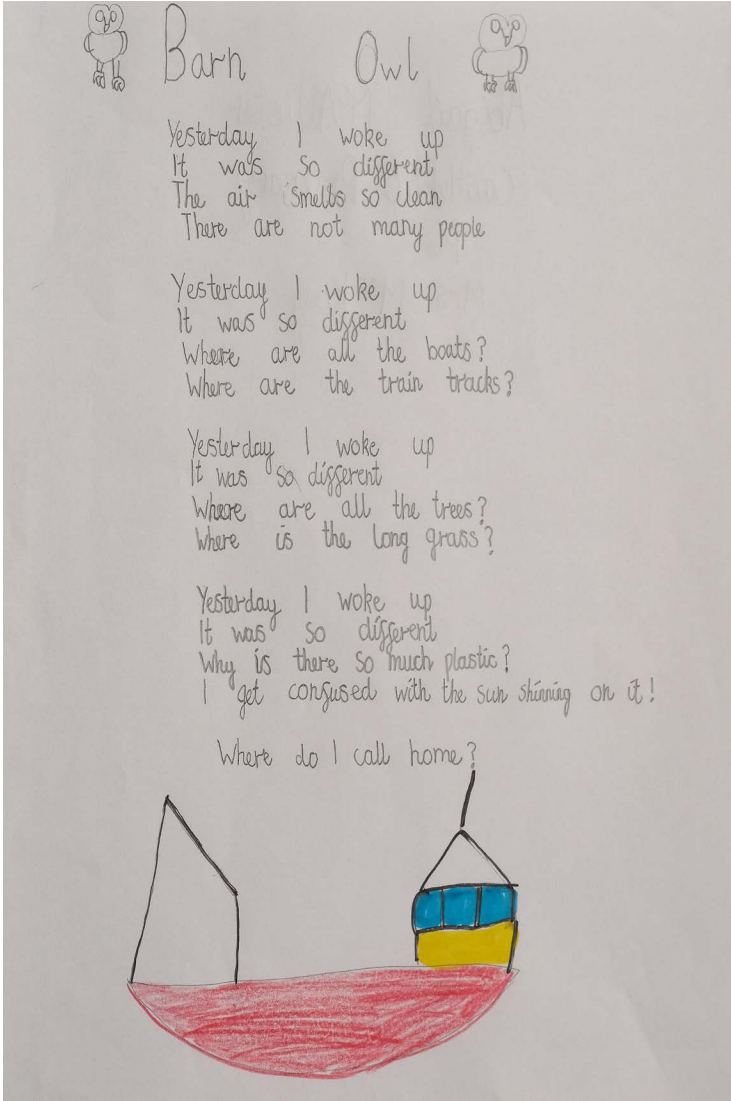 Barn Owl
Yesterday I woke up
It was so different
The air smells so clean
There are not many people
Yesterday I woke up
It was so different
Where are all the boats?
Where are the train tracks?
Yesterday I woke up
It was so different
Where are all the trees?
Where is the long grass?
Yesterday I woke up
It was so different
Why is there so much plastic?
I get confused with the sun shinning on it!
Where do I call home?